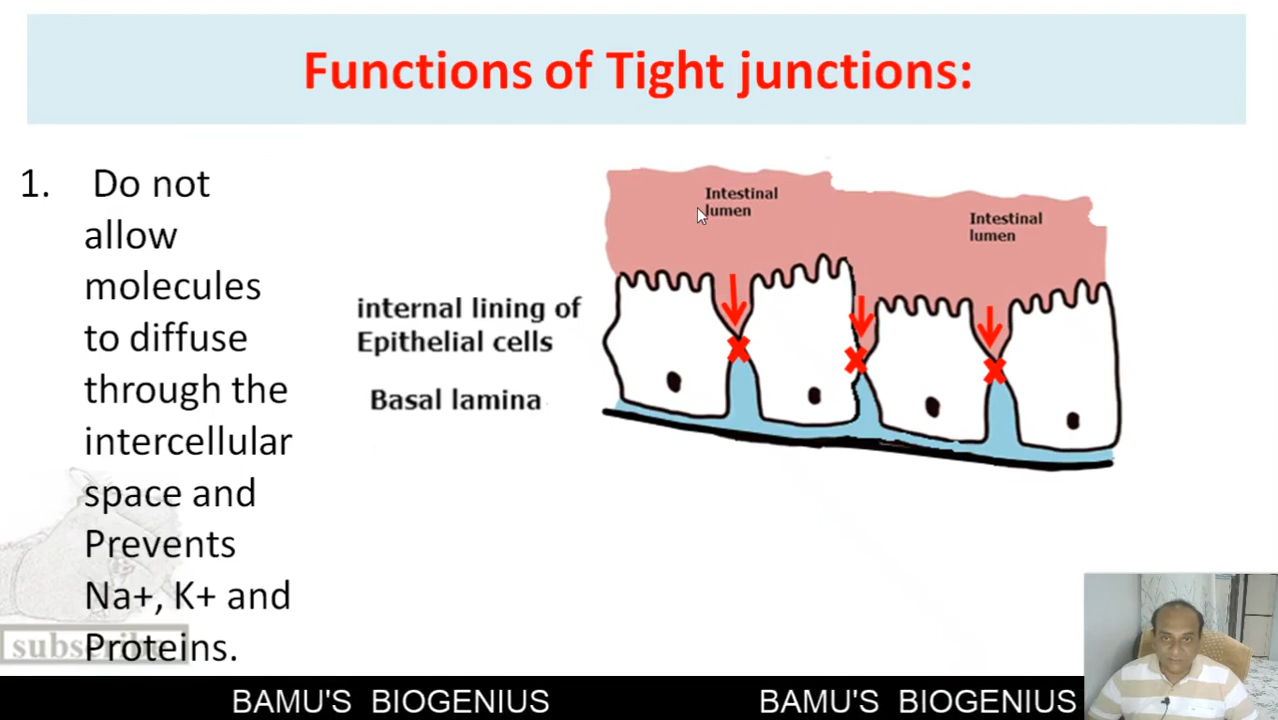 Functions of Tight junctions:
1. Do not
allow
molecules
to diffuse
through the
intercellular
space and
Prevents
Na+, K+ and
Proteins.
Intestinal
lumen
Intestinal
lumen
internal lining of
Epithelial cells
Basal lamina
subscribe
BAMU'S BIOGENIUS
BAMU'S BIOGENIUS